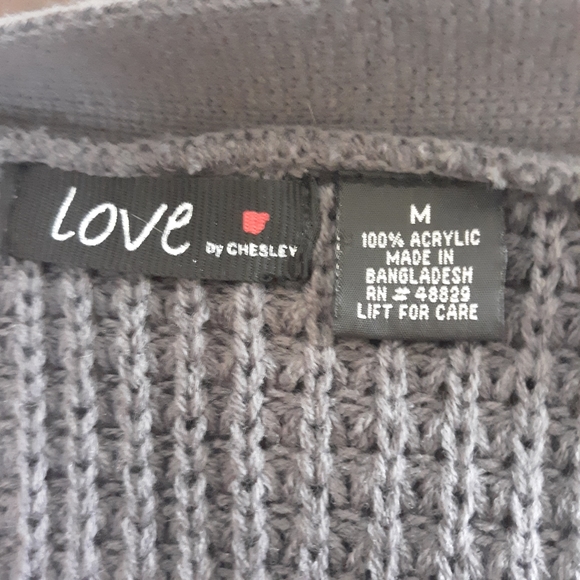 Love
by CHESLEY
M
100% ACRYLIC
MADE IN
BANGLADESH
RN # 48829
LIFT FOR CARE